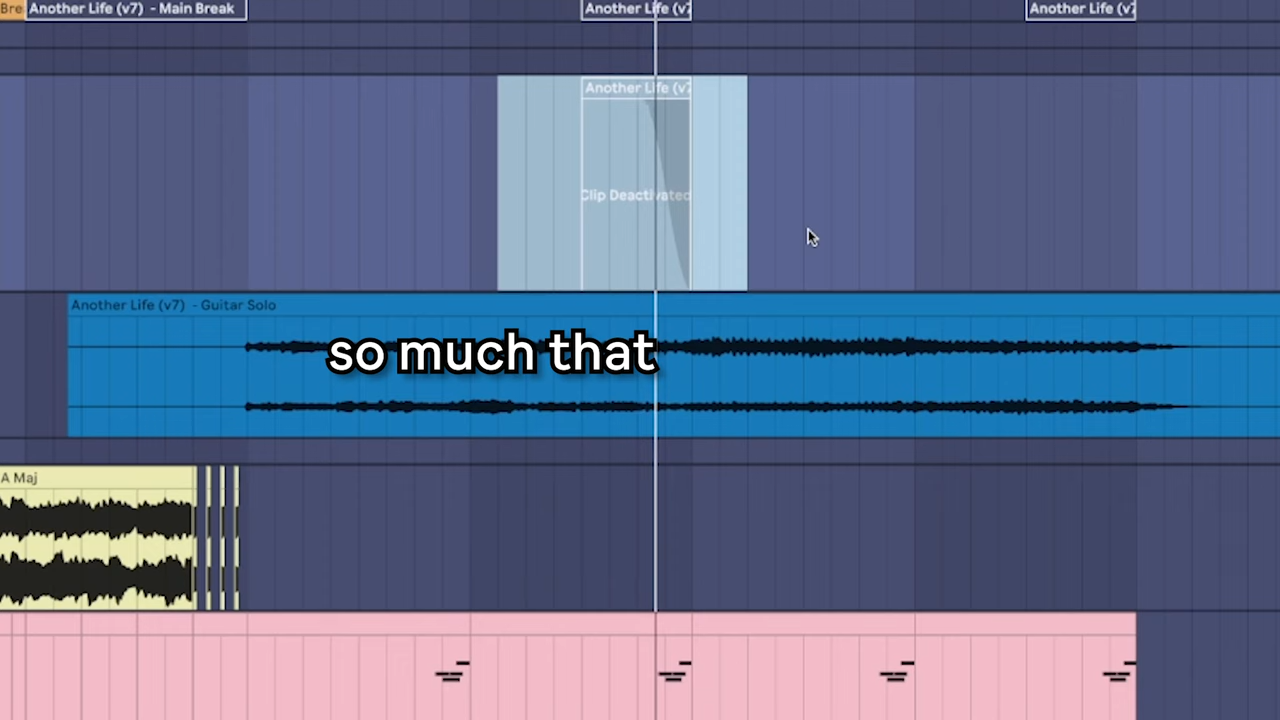 Bre
Another Life (v7) - Main Break
Another Life (v7
Another Life (v7
Another Life (v7
Clip Deactivated
Another Life (v7) - Guitar Solo
so much that
A Maj